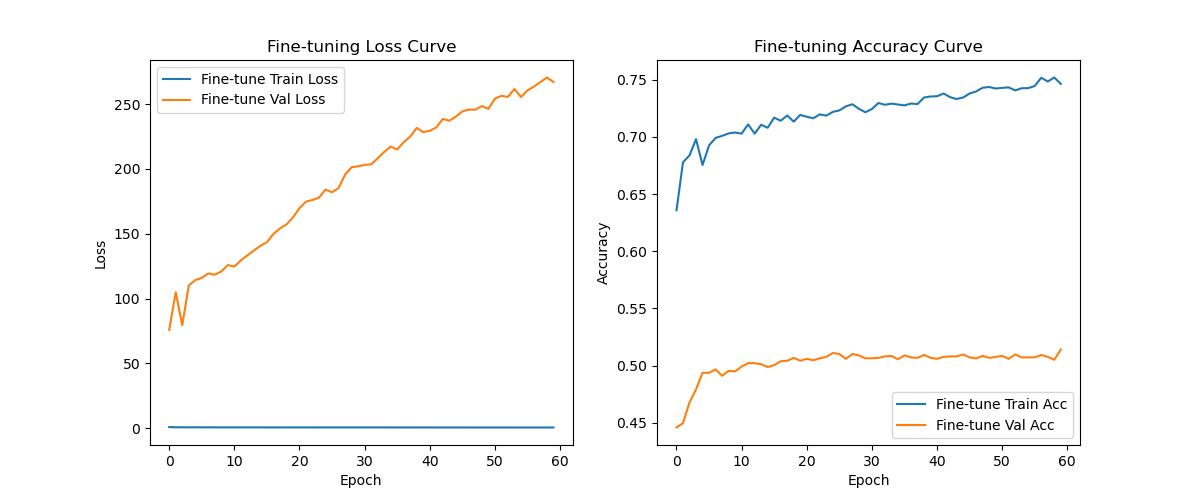 Fine-tuning Loss Curve
Fine-tune Train Loss
Fine-tune Val Loss
250
200
150
100
50
0
Loss
0 10 20 30 40 50 60
Epoch
Fine-tuning Accuracy Curve
0.75
0.70
0.65
0.60
0.55
0.50
0.45
Accuracy
Fine-tune Train Acc
Fine-tune Val Acc
0 10 20 30 40 50 60
Epoch